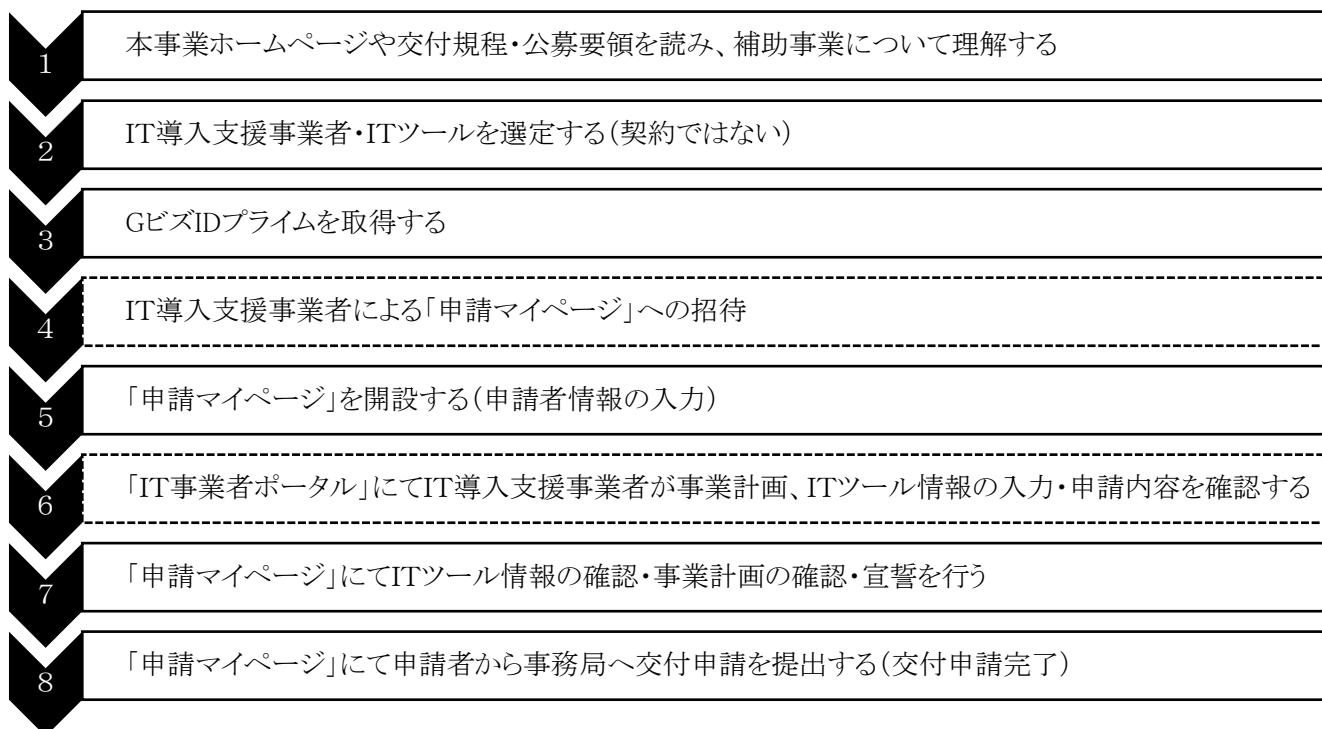 1 本事業ホームページや交付規程・公募要領を読み、補助事業について理解する
2 IT導入支援事業者・ITツールを選定する(契約ではない)
3 GビズIDプライムを取得する
4 IT導入支援事業者による「申請マイページ」への招待
5 「申請マイページ」を開設する(申請者情報の入力)
6 「IT事業者ポータル」にてIT導入支援事業者が事業計画、ITツール情報の入力・申請内容を確認する
7 「申請マイページ」にてITツール情報の確認・事業計画の確認・宣誓を行う
8 「申請マイページ」にて申請者から事務局へ交付申請を提出する(交付申請完了)